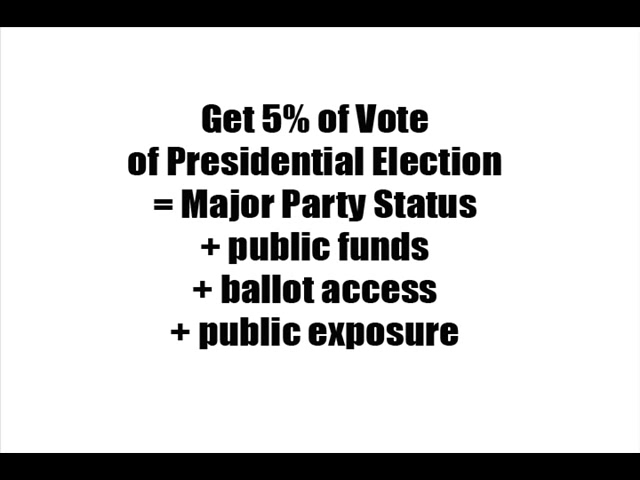 Get 5% of Vote
of Presidential Election
= Major Party Status
+ public funds
+ ballot access
+ public exposure